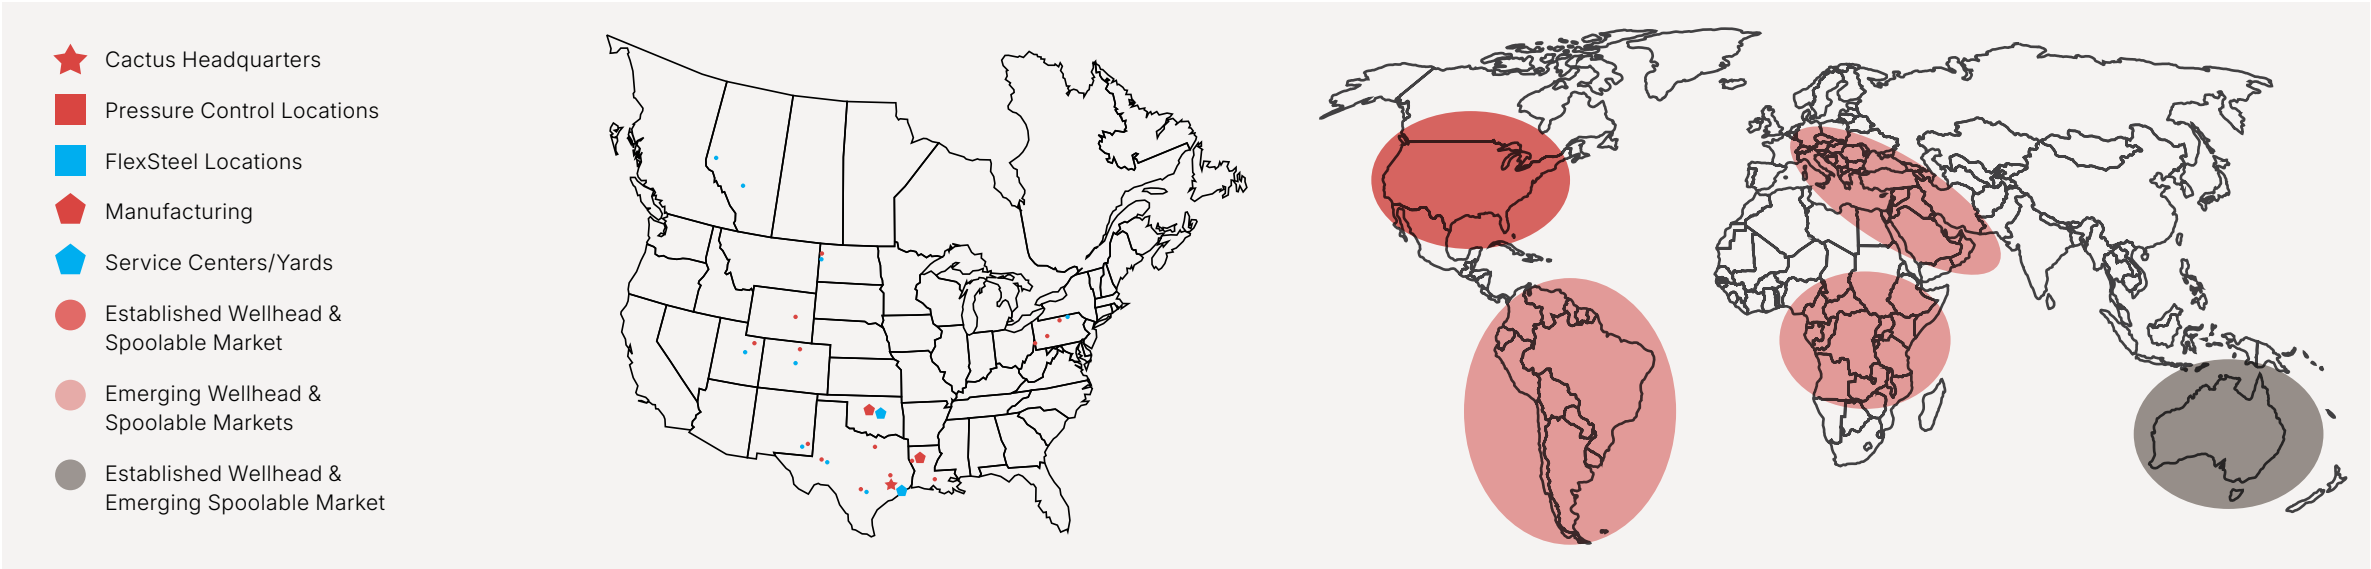 Cactus Headquarters
Pressure Control Locations
FlexSteel Locations
Manufacturing
Service Centers/Yards
Established Wellhead &
Spoolable Market
Emerging Wellhead &
Spoolable Markets
Established Wellhead &
Emerging Spoolable Market